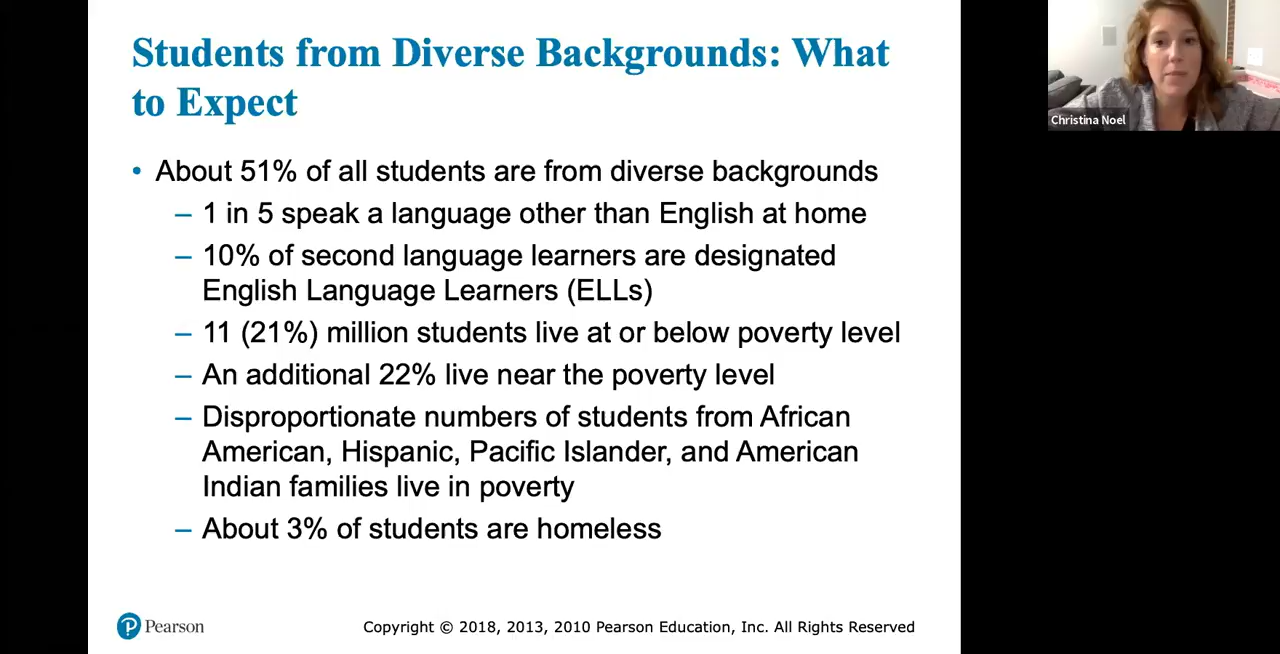 Students from Diverse Backgrounds: What
to Expect
• About 51% of all students are from diverse backgrounds
– 1 in 5 speak a language other than English at home
– 10% of second language learners are designated
English Language Learners (ELLs)
– 11 (21%) million students live at or below poverty level
– An additional 22% live near the poverty level
– Disproportionate numbers of students from African
American, Hispanic, Pacific Islander, and American
Indian families live in poverty
– About 3% of students are homeless
Pearson
Copyright © 2018, 2013, 2010 Pearson Education, Inc. All Rights Reserved
Christina Noel